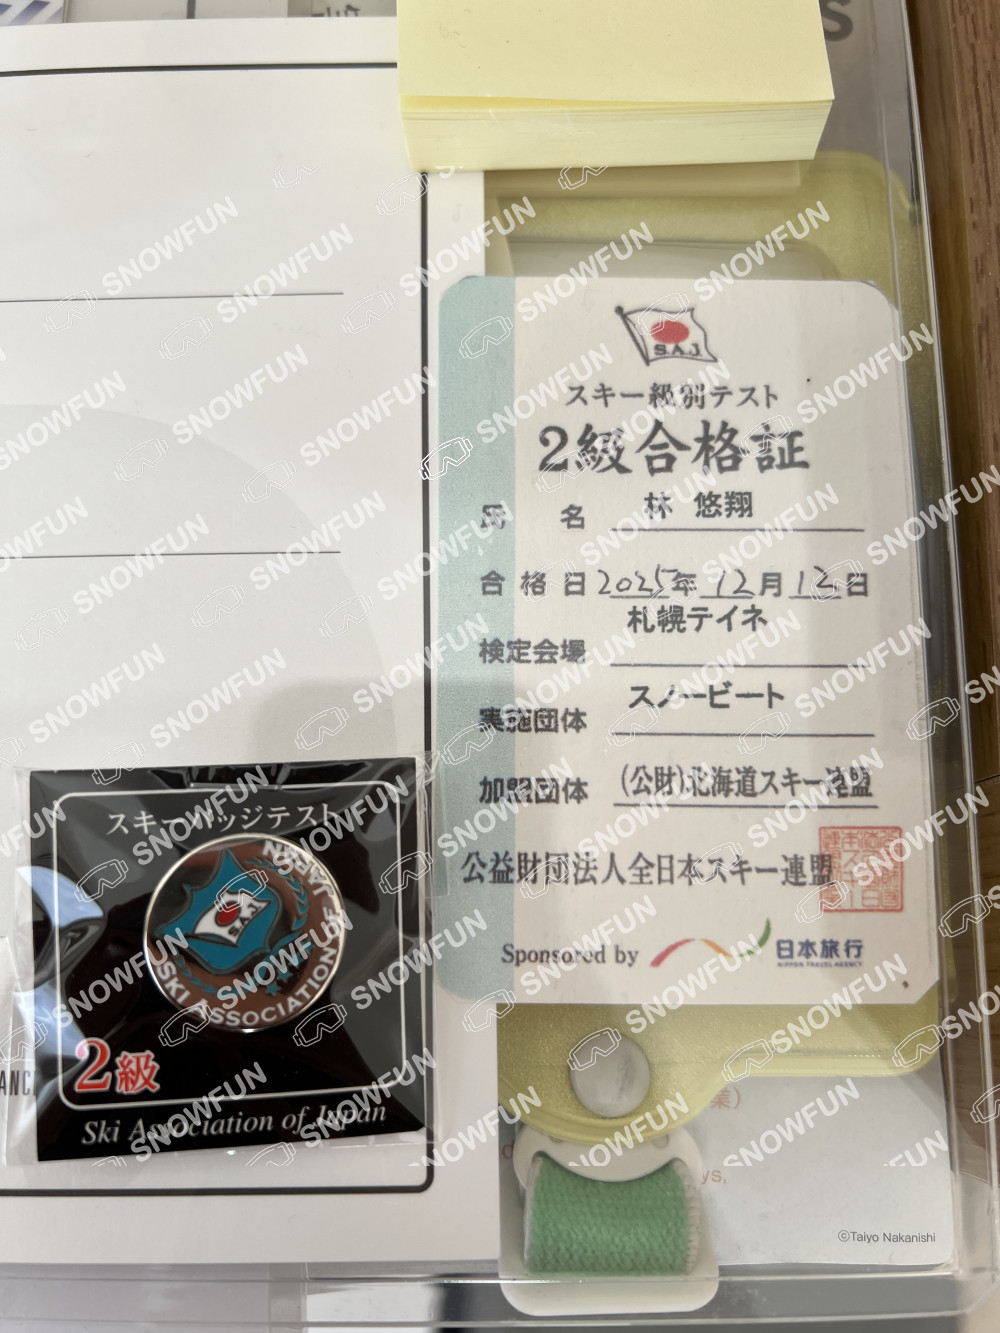 スキー級別テスト
2級合格証
氏名 林 悠翔
合格日 2025年 12月 13日
検定会場 札幌テイネ
実施団体 スノービート
加盟団体 (公財)北海道スキー連盟
公益財団法人全日本スキー連盟
Sponsored by 日本旅行
NIPPON TRAVEL AGENCY
S.A.J
スキーバッジテスト
S.A.J
SKI ASSOCIATION OF JAPAN
2級
Ski Association of Japan
業)
ys,
©Taiyo Nakanishi
SNOWFUN